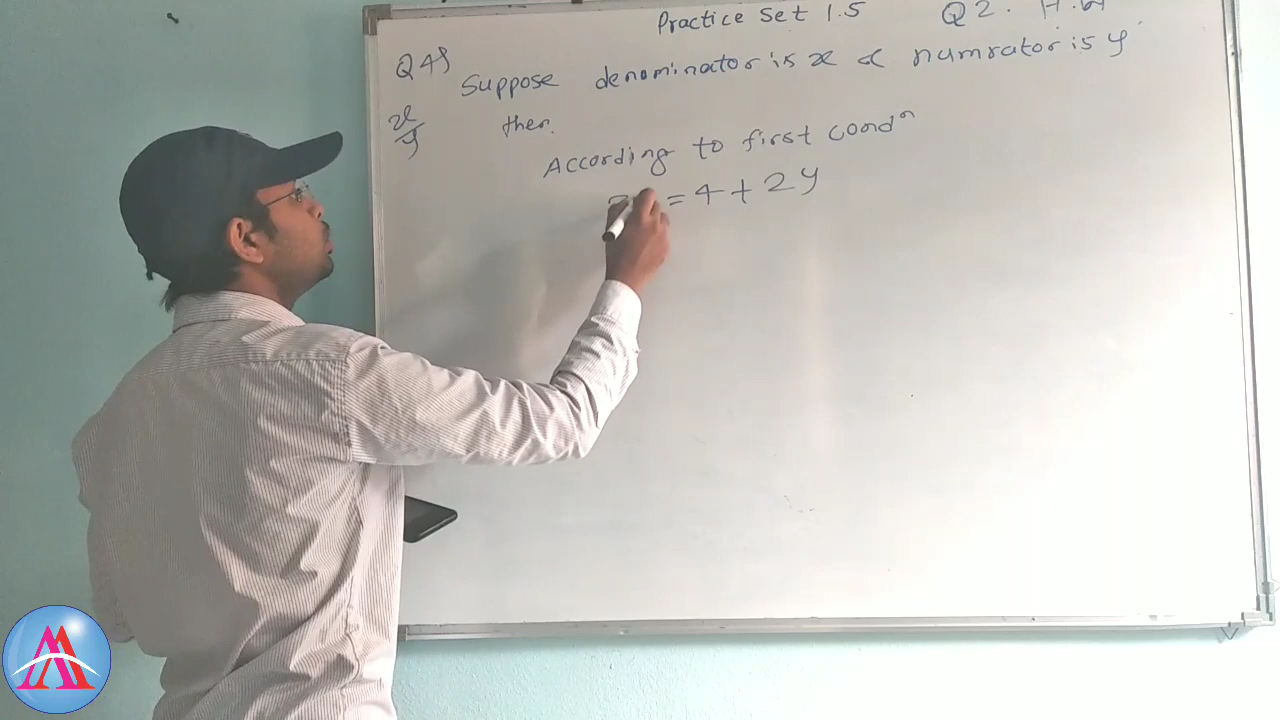 Practice Set 1.5 Q2. H.W
Q4) Suppose denominator is x & numrator is y
x/y then
According to first condⁿ
= 4 + 2y